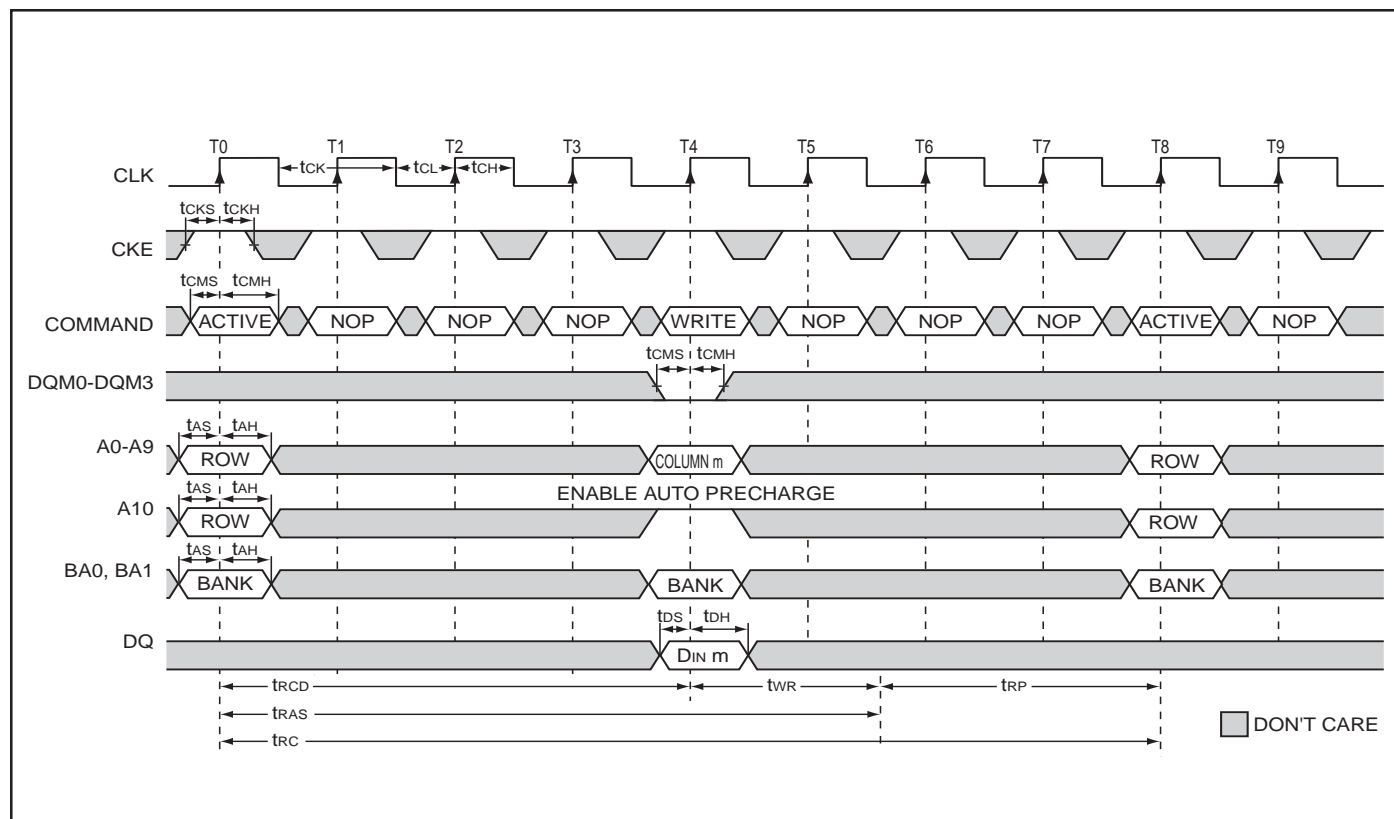 T0 T1 T2 T3 T4 T5 T6 T7 T8 T9
CLK tCK tCL tCH
tCKS tCKH
CKE
tCMS tCMH
COMMAND ACTIVE NOP NOP NOP WRITE NOP NOP NOP ACTIVE NOP
tCMS tCMH
DQM0-DQM3
tAS tAH
A0-A9 ROW COLUMN m ROW
tAS tAH ENABLE AUTO PRECHARGE
A10 ROW ROW
tAS tAH
BA0, BA1 BANK BANK BANK
tDS tDH
DQ DIN m
tRCD tWR tRP
tRAS
tRC
DON'T CARE